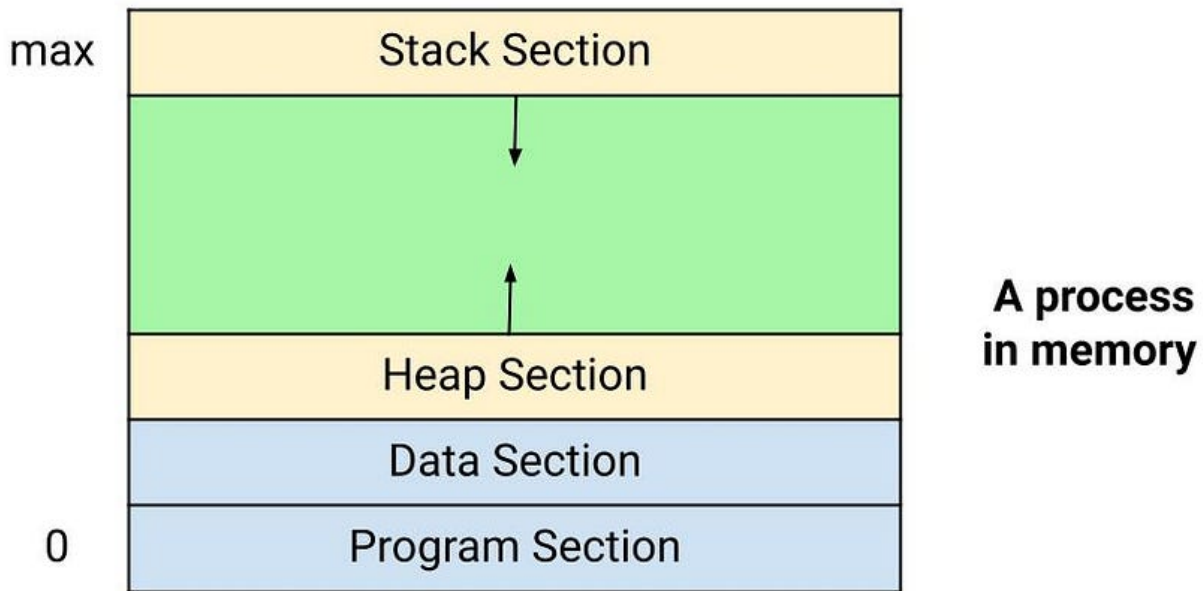 max
Stack Section
A process
in memory
Heap Section
Data Section
0
Program Section